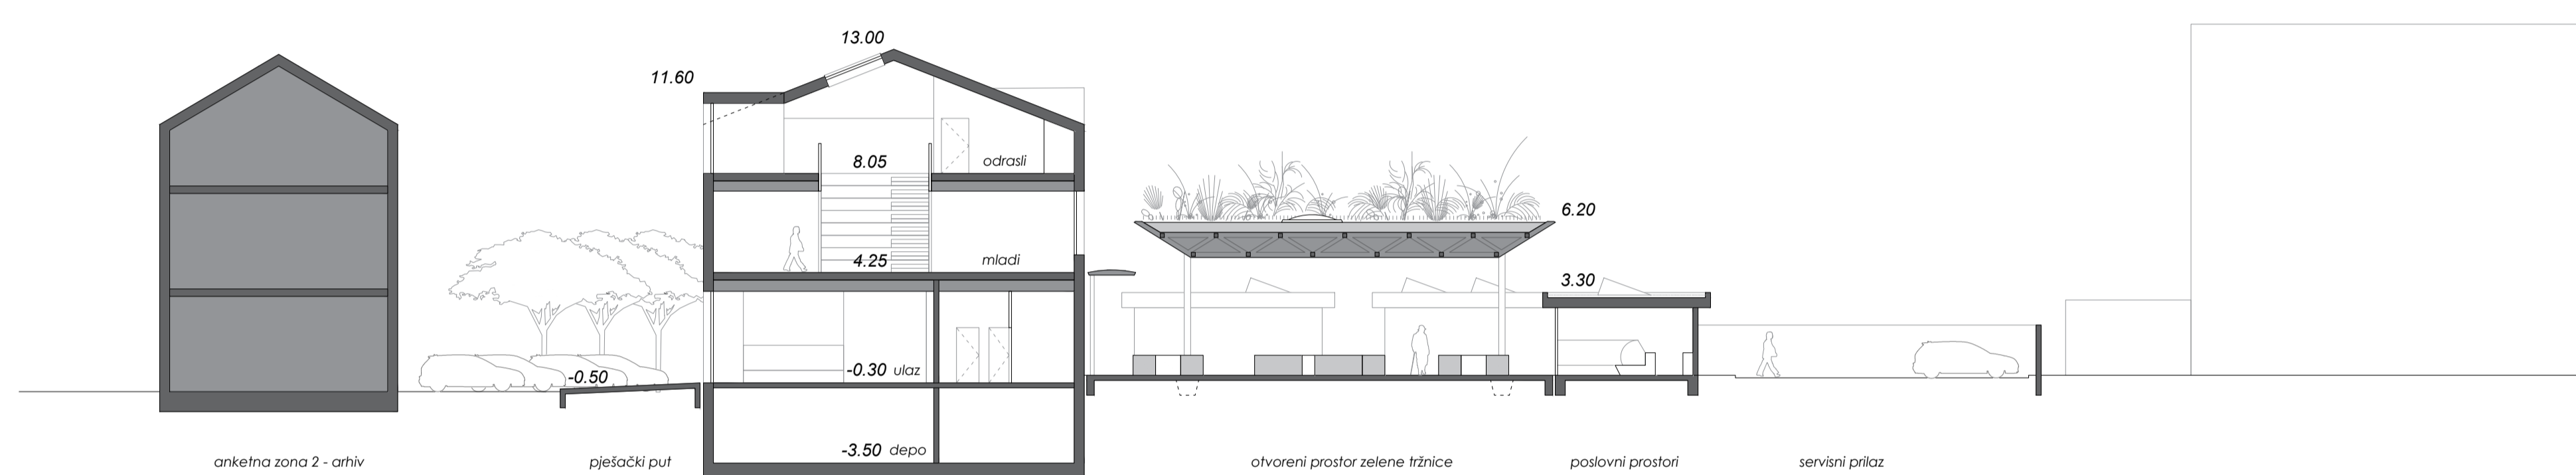 13.00
11.60
8.05
odrasli
6.20
4.25
mladi
3.30
-0.50
-0.30 ulaz
-3.50 depo
anketna zona 2 - arhiv
pješački put
otvoreni prostor zelene tržnice
poslovni prostori
servisni prilaz